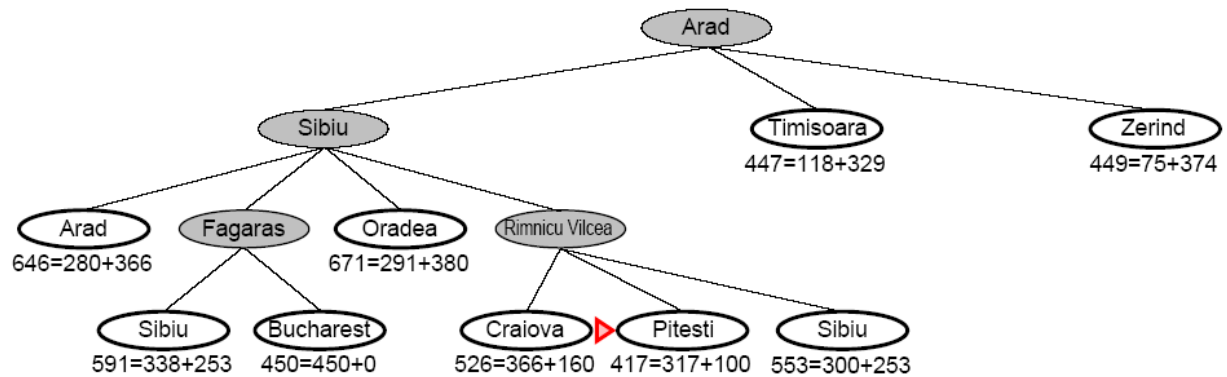 Arad
Sibiu
Timisoara
Zerind
447=118+329
449=75+374
Arad
Fagaras
Oradea
Rimnicu Vilcea
646=280+366
671=291+380
Sibiu
Bucharest
Craiova
Pitesti
Sibiu
591=338+253
450=450+0
526=366+160
417=317+100
553=300+253